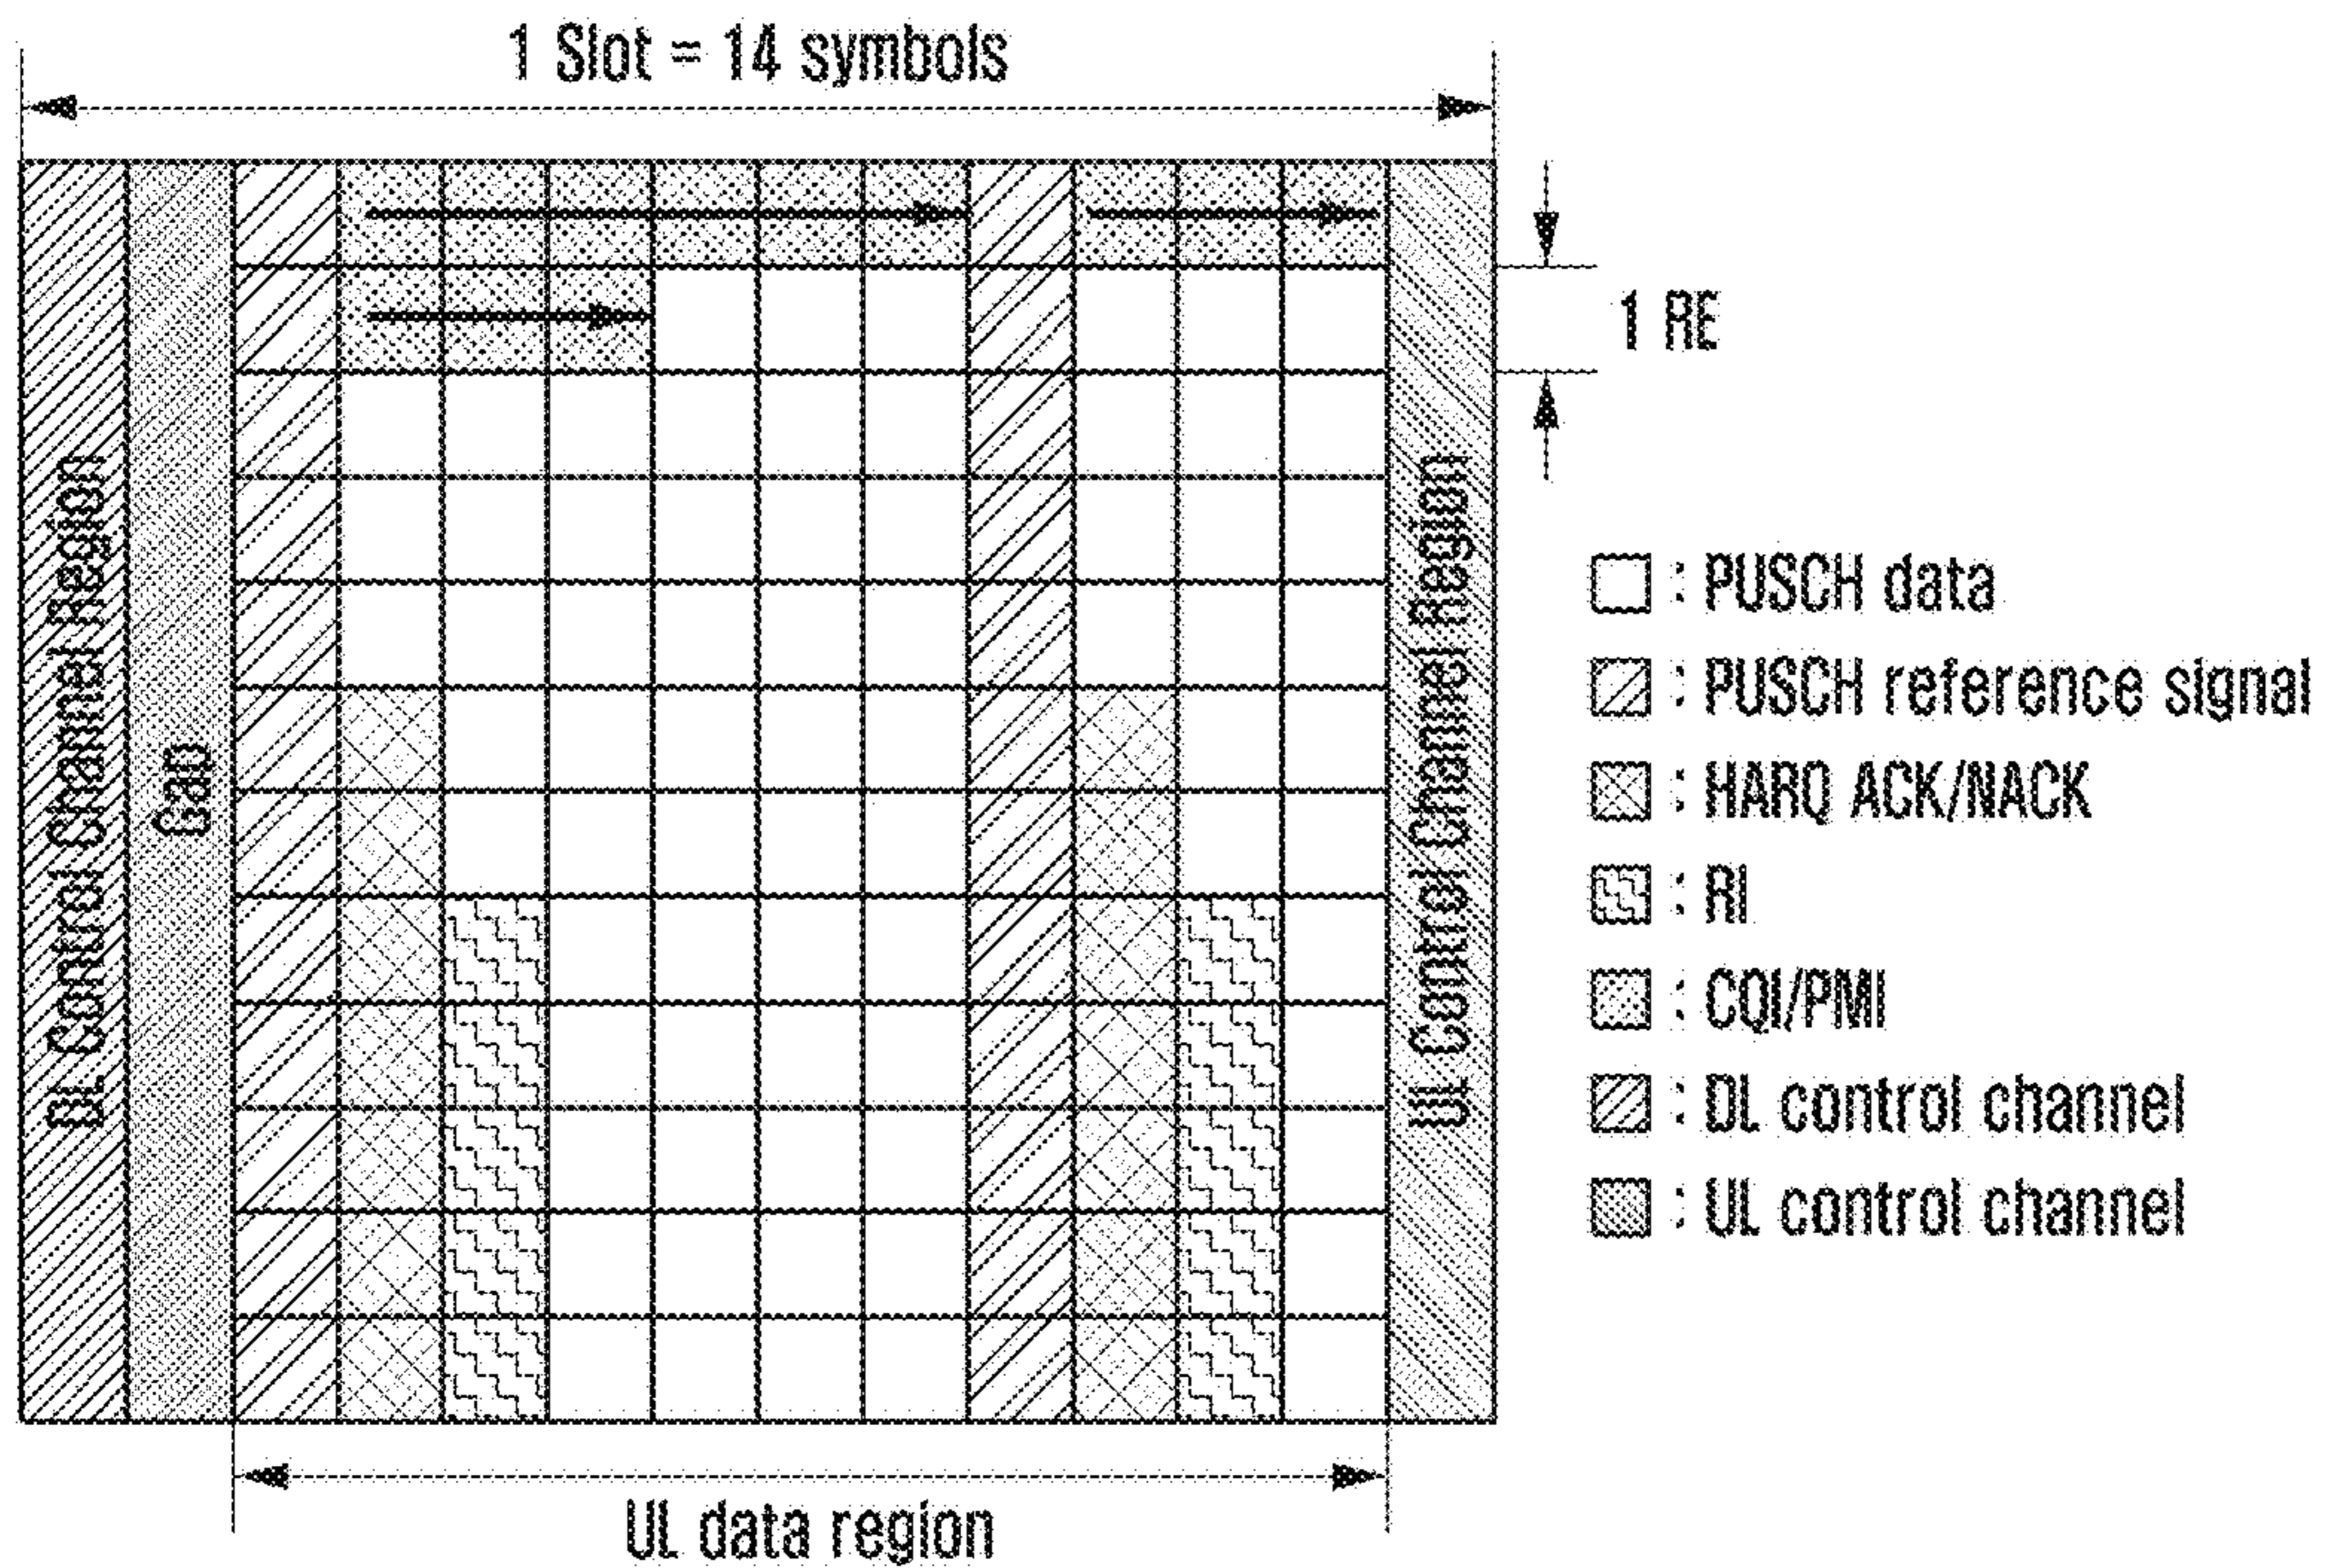 1 Slot = 14 symbols
DL Control Channel Region
Gap
UL Control Channel Region
1 RE
: PUSCH data
: PUSCH reference signal
: HARQ ACK/NACK
: RI
: CQI/PMI
: DL control channel
: UL control channel
UL data region